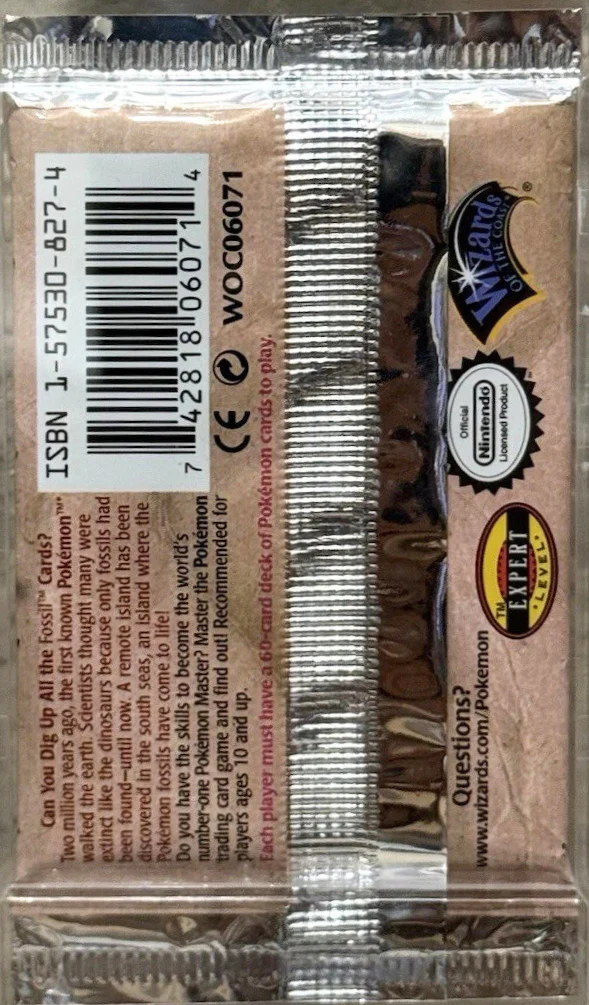 Can You Dig Up All the Fossil™ Cards?
Two million years ago, the first known Pokémon™*
walked the earth. Scientists thought many were
extinct like the dinosaurs because only fossils had
been found—until now. A remote island has been
discovered in the south seas, an island where the
Pokémon fossils have come to life!
Do you have the skills to become the world's
number-one Pokémon Master? Master the Pokémon
trading card game and find out! Recommended for
players ages 10 and up.
Each player must have a 60-card deck of Pokémon cards to play.
ISBN 1-57530-827-4
7 42818 06071 4
CE WOC06071
Questions?
www.wizards.com/Pokemon
TM
EXPERT
LEVEL
Official
Nintendo
Licensed Product
™
Wizards
OF THE COAST
®